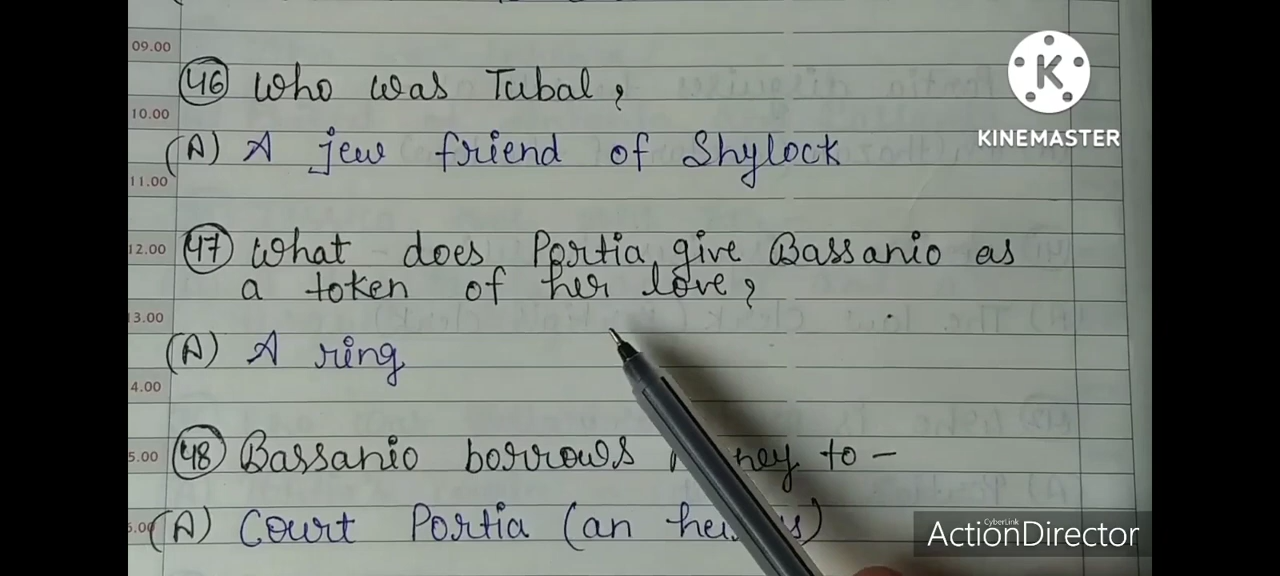 09.00
46 Who was Tubal?
10.00
(A) A jew friend of Shylock
11.00
12.00
47 What does Portia give Bassanio as
a token of her love?
13.00
(A) A ring
4.00
5.00
48 Bassanio borrows to -
(A) Court Portia (an
K
KINEMASTER
CyberLink
ActionDirector